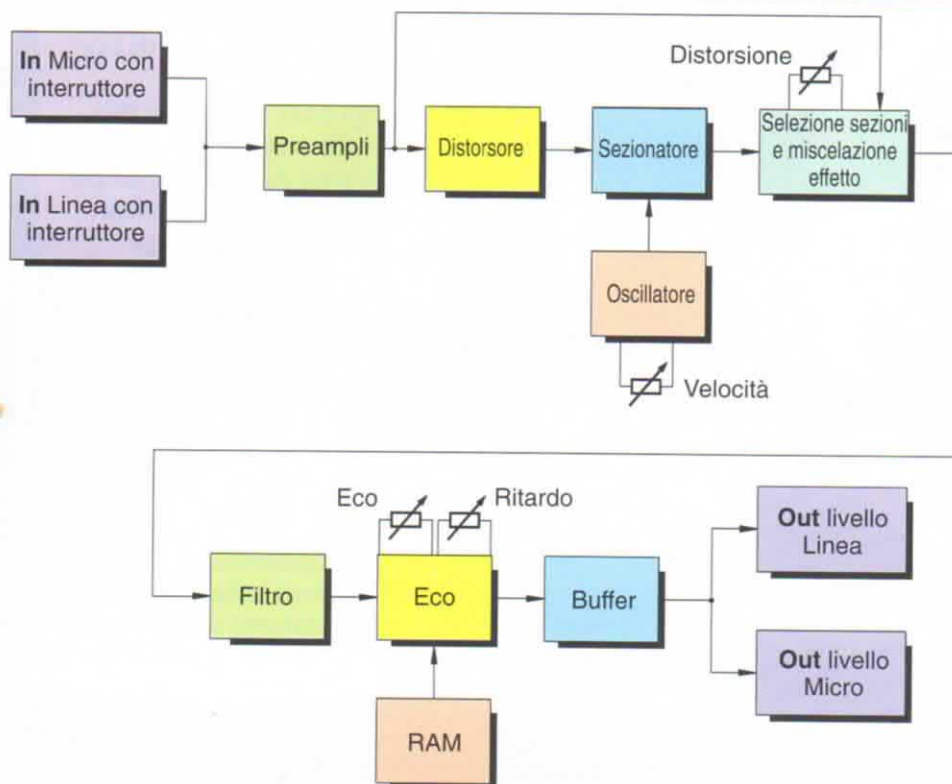 In Micro con
interruttore
In Linea con
interruttore
Preampli
Distorsore
Sezionatore
Distorsione
Selezione sezioni
e miscelazione
effetto
Oscillatore
Velocità
Eco
Ritardo
Filtro
Eco
Buffer
RAM
Out livello
Linea
Out livello
Micro